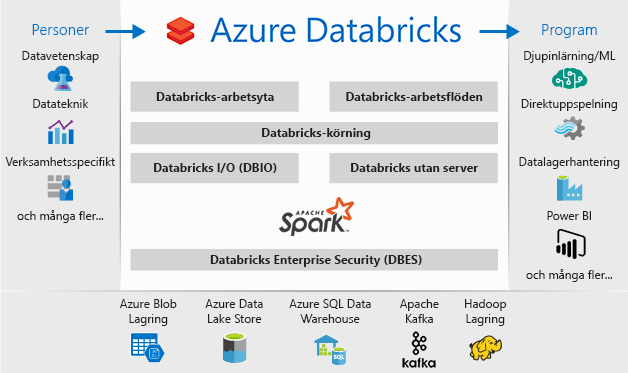 Personer
Azure Databricks
Program
Datavetenskap
Datateknik
Verksamhetsspecifikt
och många fler...
Databricks-arbetsyta
Databricks-arbetsflöden
Databricks-körning
Databricks I/O (DBIO)
Databricks utan server
APACHE
Spark™
Databricks Enterprise Security (DBES)
Djupinlärning/ML
Direktuppspelning
Datalagerhantering
Power BI
och många fler...
Azure Blob
Lagring
Azure Data
Lake Store
Azure SQL Data
Warehouse
SQL
Apache
Kafka
kafka
Hadoop
Lagring